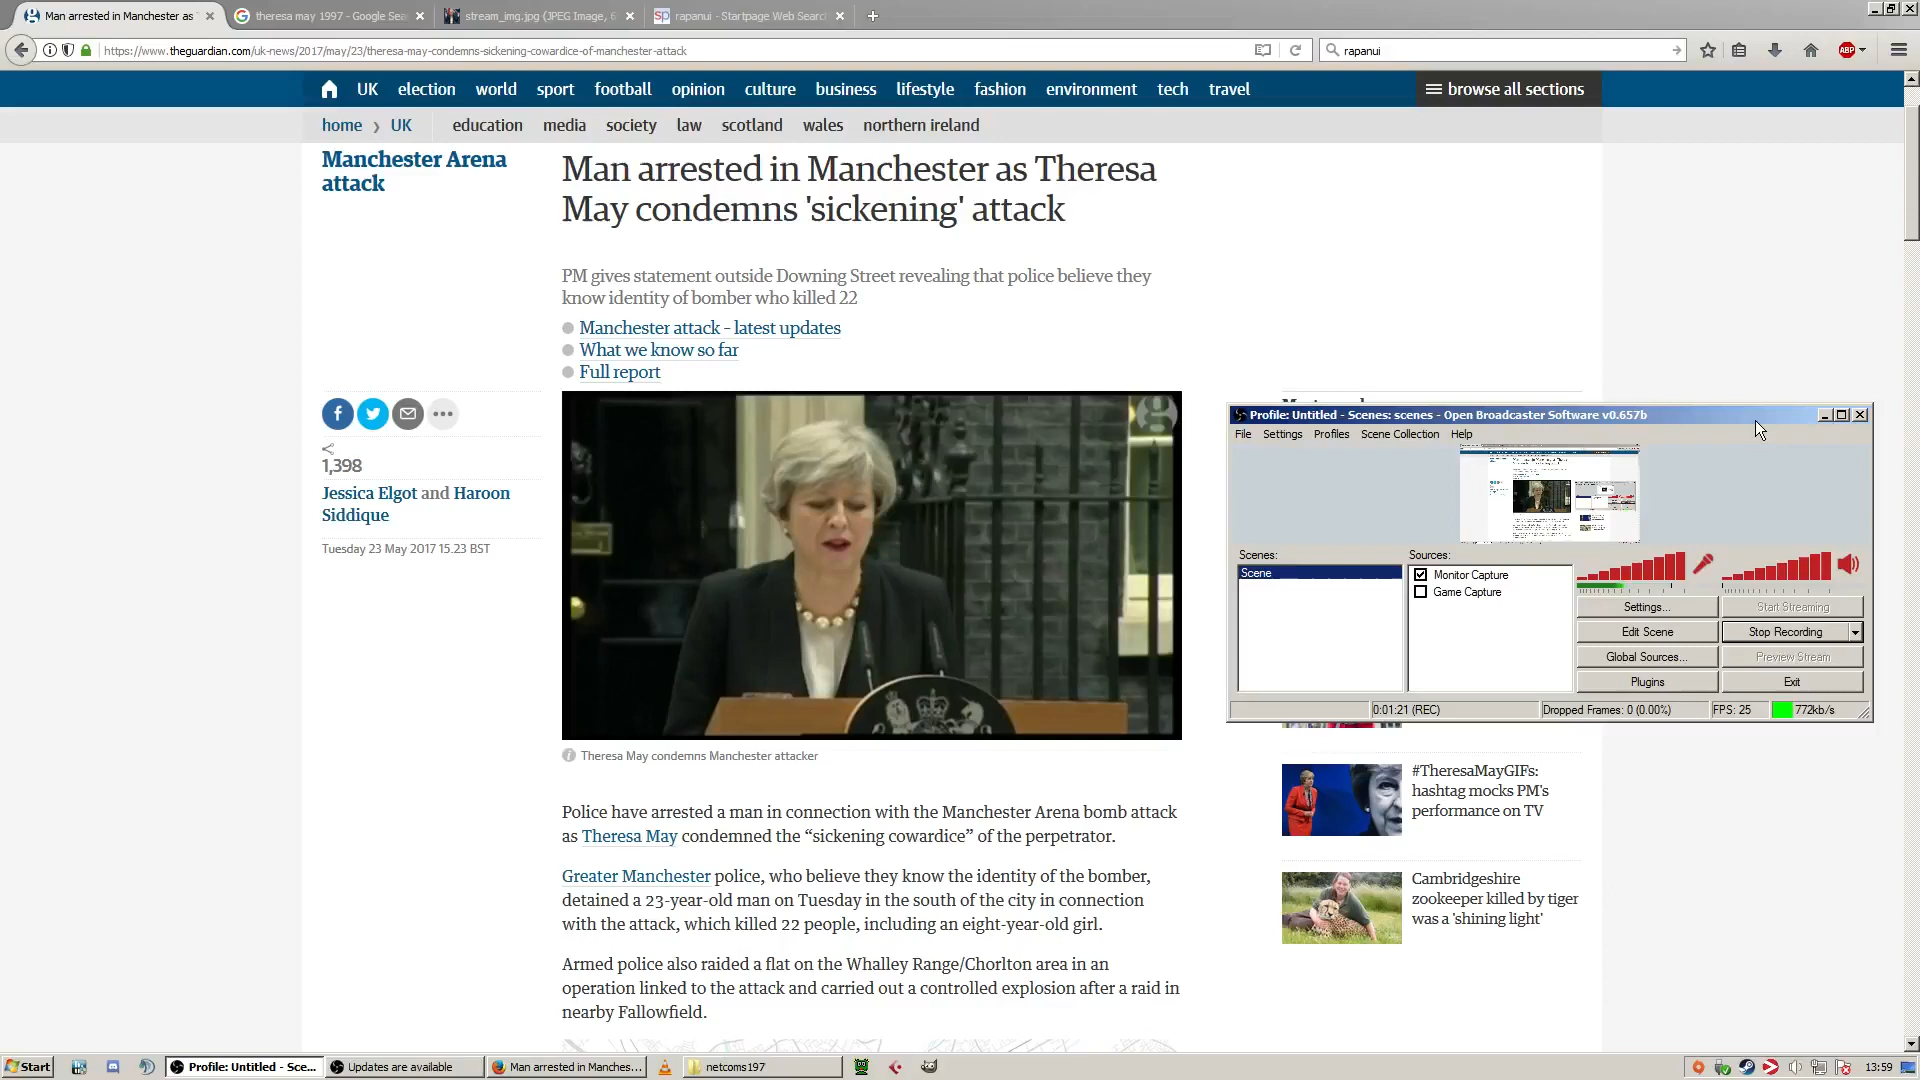 Man arrested in Manchester as
theresa may 1997 - Google Sea
stream_img.jpg (JPEG Image, 6
rapanui - Startpage Web Search
https://www.theguardian.com/uk-news/2017/may/23/theresa-may-condemns-sickening-cowardice-of-manchester-attack
rapanui
ABP
UK election world sport football opinion culture business lifestyle fashion environment tech travel browse all sections
home UK education media society law scotland wales northern ireland
Manchester Arena
attack
Man arrested in Manchester as Theresa
May condemns 'sickening' attack
PM gives statement outside Downing Street revealing that police believe they
know identity of bomber who killed 22
Manchester attack – latest updates
What we know so far
Full report
1,398
Jessica Elgot and Haroon
Siddique
Tuesday 23 May 2017 15.23 BST
Theresa May condemns Manchester attacker
Police have arrested a man in connection with the Manchester Arena bomb attack
as Theresa May condemned the “sickening cowardice” of the perpetrator.
Greater Manchester police, who believe they know the identity of the bomber,
detained a 23-year-old man on Tuesday in the south of the city in connection
with the attack, which killed 22 people, including an eight-year-old girl.
Armed police also raided a flat on the Whalley Range/Chorlton area in an
operation linked to the attack and carried out a controlled explosion after a raid in
nearby Fallowfield.
Profile: Untitled - Scenes: scenes - Open Broadcaster Software v0.657b
File Settings Profiles Scene Collection Help
Scenes:
Scene
Sources:
Monitor Capture
Game Capture
Settings...
Start Streaming
Edit Scene
Stop Recording
Global Sources...
Preview Stream
Plugins
Exit
0:01:21 (REC)
Dropped Frames: 0 (0.00%)
FPS: 25
772kb/s
#TheresaMayGIFs:
hashtag mocks PM's
performance on TV
Cambridgeshire
zookeeper killed by tiger
was a 'shining light'
Start
Profile: Untitled - Sce...
Updates are available
Man arrested in Manches...
netcoms197
13:59